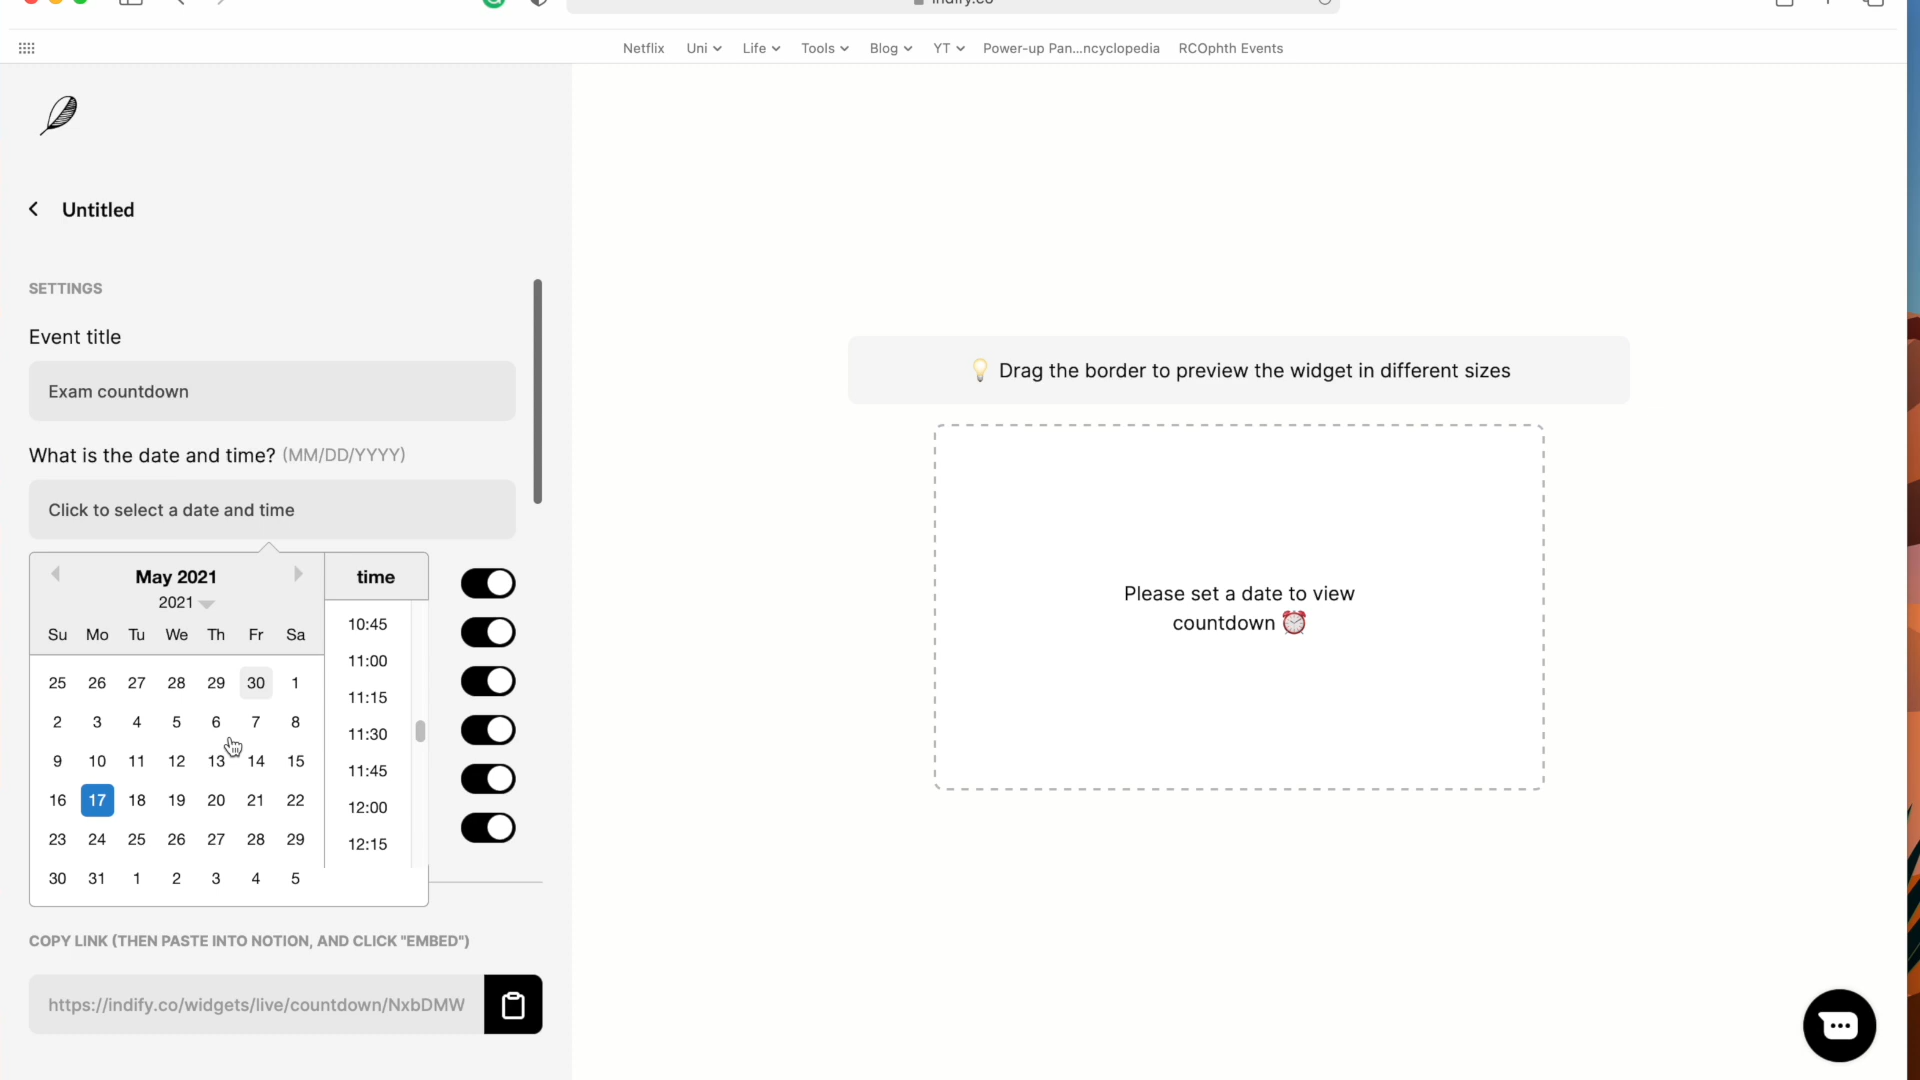 indify.co
Netflix Uni Life Tools Blog YT Power-up Pan...ncyclopedia RCOphth Events
Untitled
SETTINGS
Event title
Exam countdown
What is the date and time? (MM/DD/YYYY)
Click to select a date and time
May 2021 time
2021
Su Mo Tu We Th Fr Sa
25 26 27 28 29 30 1
2 3 4 5 6 7 8
9 10 11 12 13 14 15
16 17 18 19 20 21 22
23 24 25 26 27 28 29
30 31 1 2 3 4 5
10:45
11:00
11:15
11:30
11:45
12:00
12:15
COPY LINK (THEN PASTE INTO NOTION, AND CLICK "EMBED")
https://indify.co/widgets/live/countdown/NxbDMW
💡 Drag the border to preview the widget in different sizes
Please set a date to view
countdown ⏰